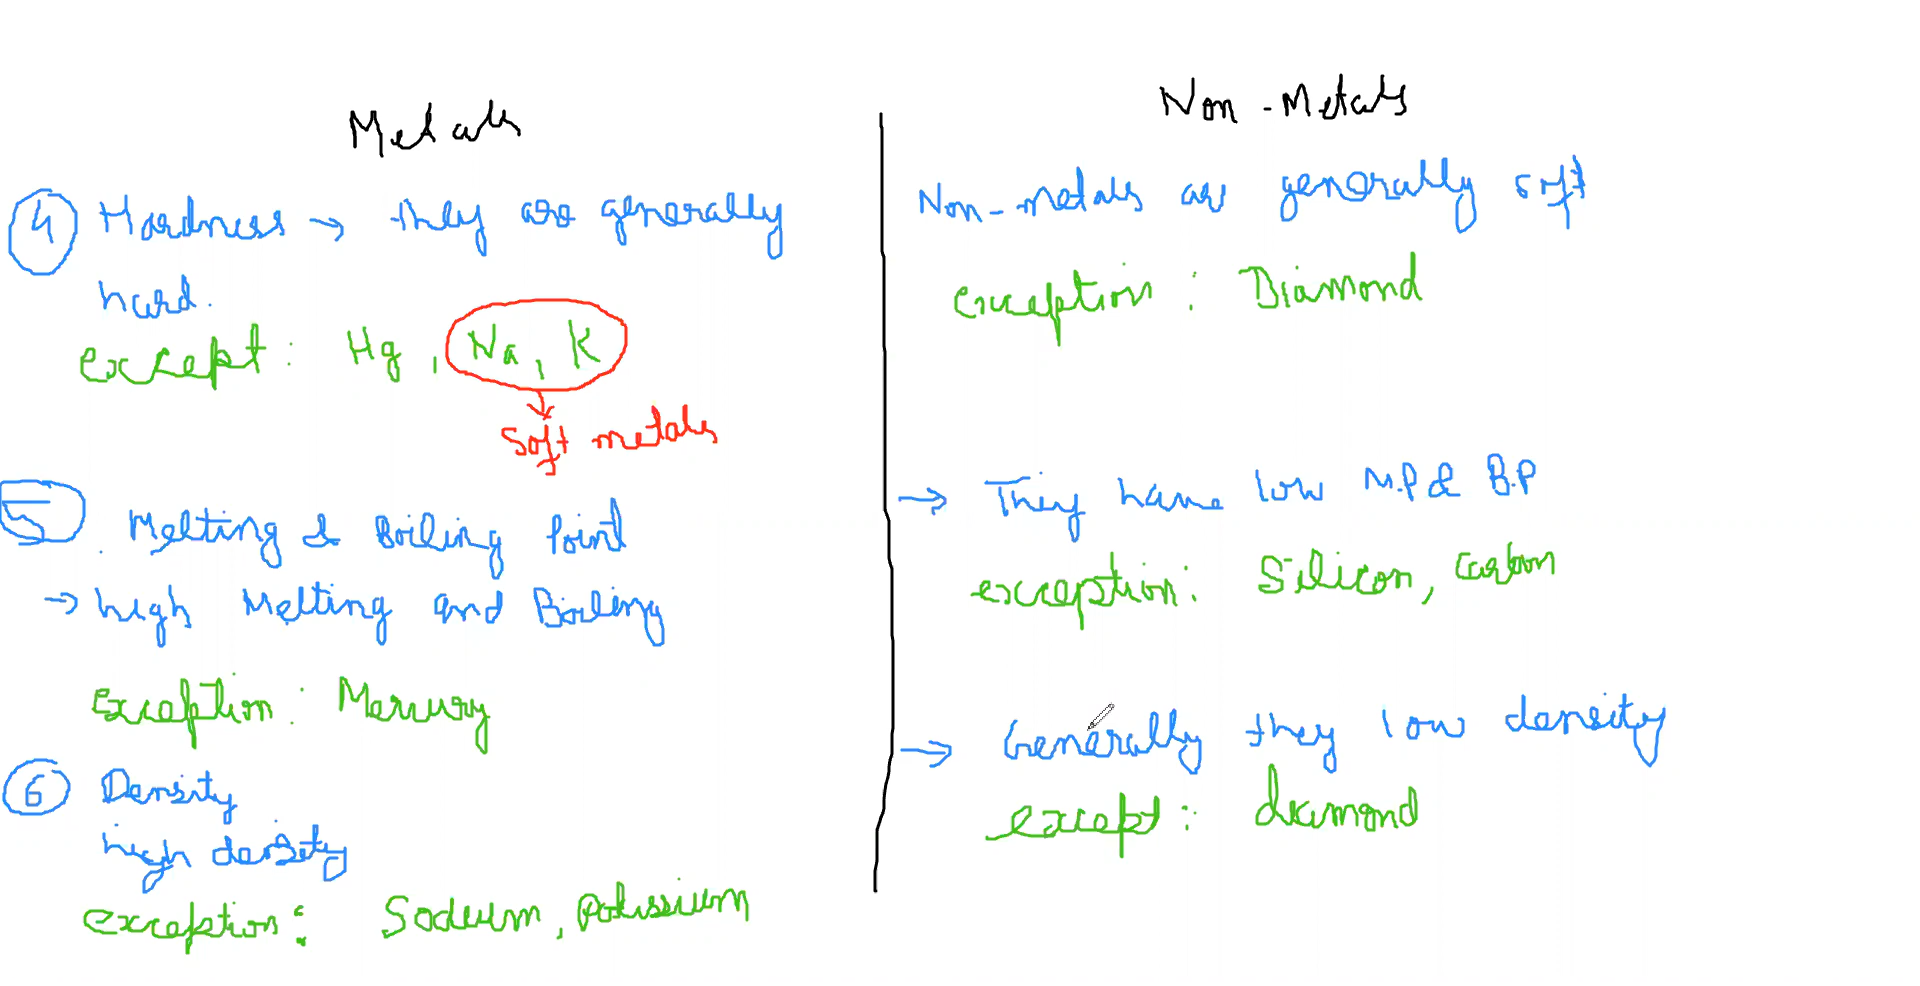 Metals
④ Hardness → they are generally
hard.
except : Hg , Na , K
Soft metals
5 . Melting & Boiling Point
→ high Melting and Boiling
Exception : Mercury
⑥ Density
high density
exception : Sodium , Potassium
Non - Metals
Non - metals are generally soft
exception : Diamond
→ They have low M.P & B.P
exception : Silicon, Carbon
→ Generally they low density
except : diamond